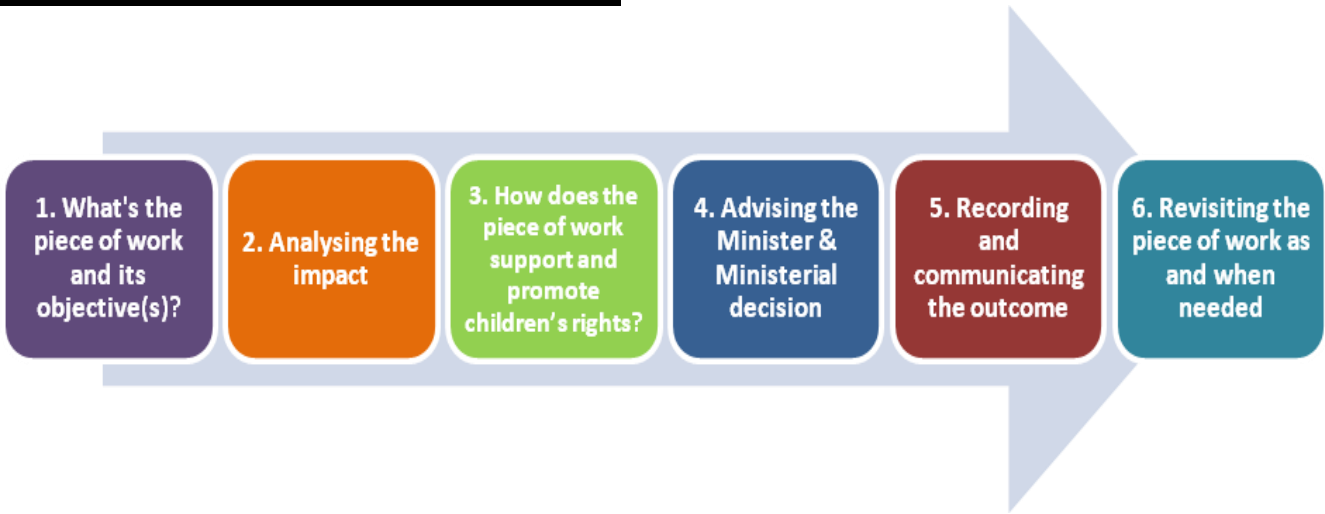 1. What's the
piece of work
and its
objective(s)?
2. Analysing the
impact
3. How does the
piece of work
support and
promote
children’s rights?
4. Advising the
Minister &
Ministerial
decision
5. Recording
and
communicating
the outcome
6. Revisiting the
piece of work as
and when
needed